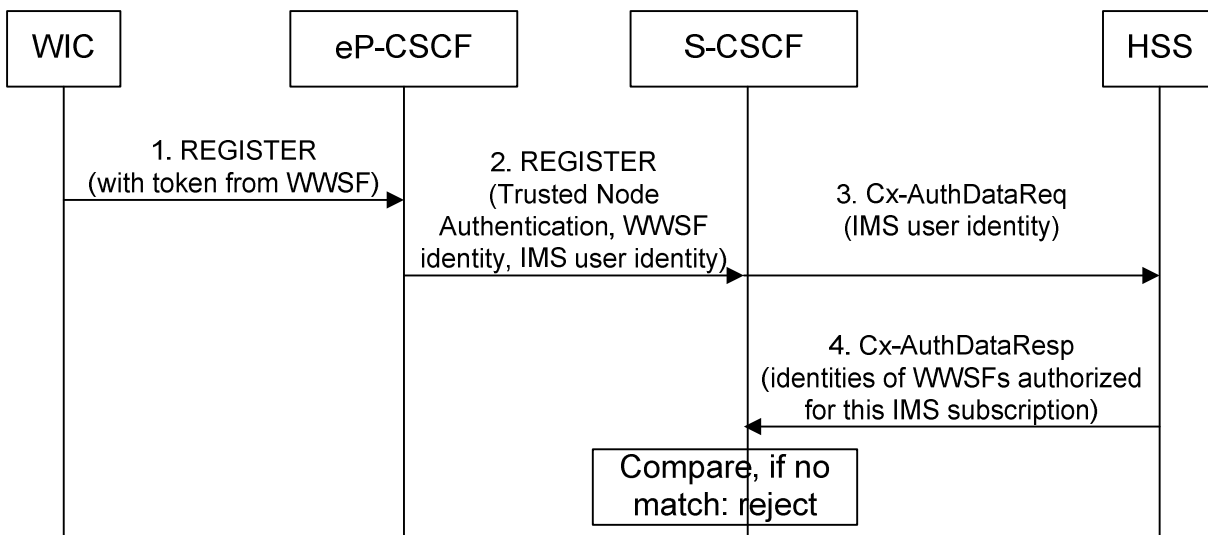 WIC
eP-CSCF
S-CSCF
HSS
1. REGISTER
(with token from WWSF)
2. REGISTER
(Trusted Node
Authentication, WWSF
identity, IMS user identity)
3. Cx-AuthDataReq
(IMS user identity)
4. Cx-AuthDataResp
(identities of WWSFs authorized
for this IMS subscription)
Compare, if no
match: reject